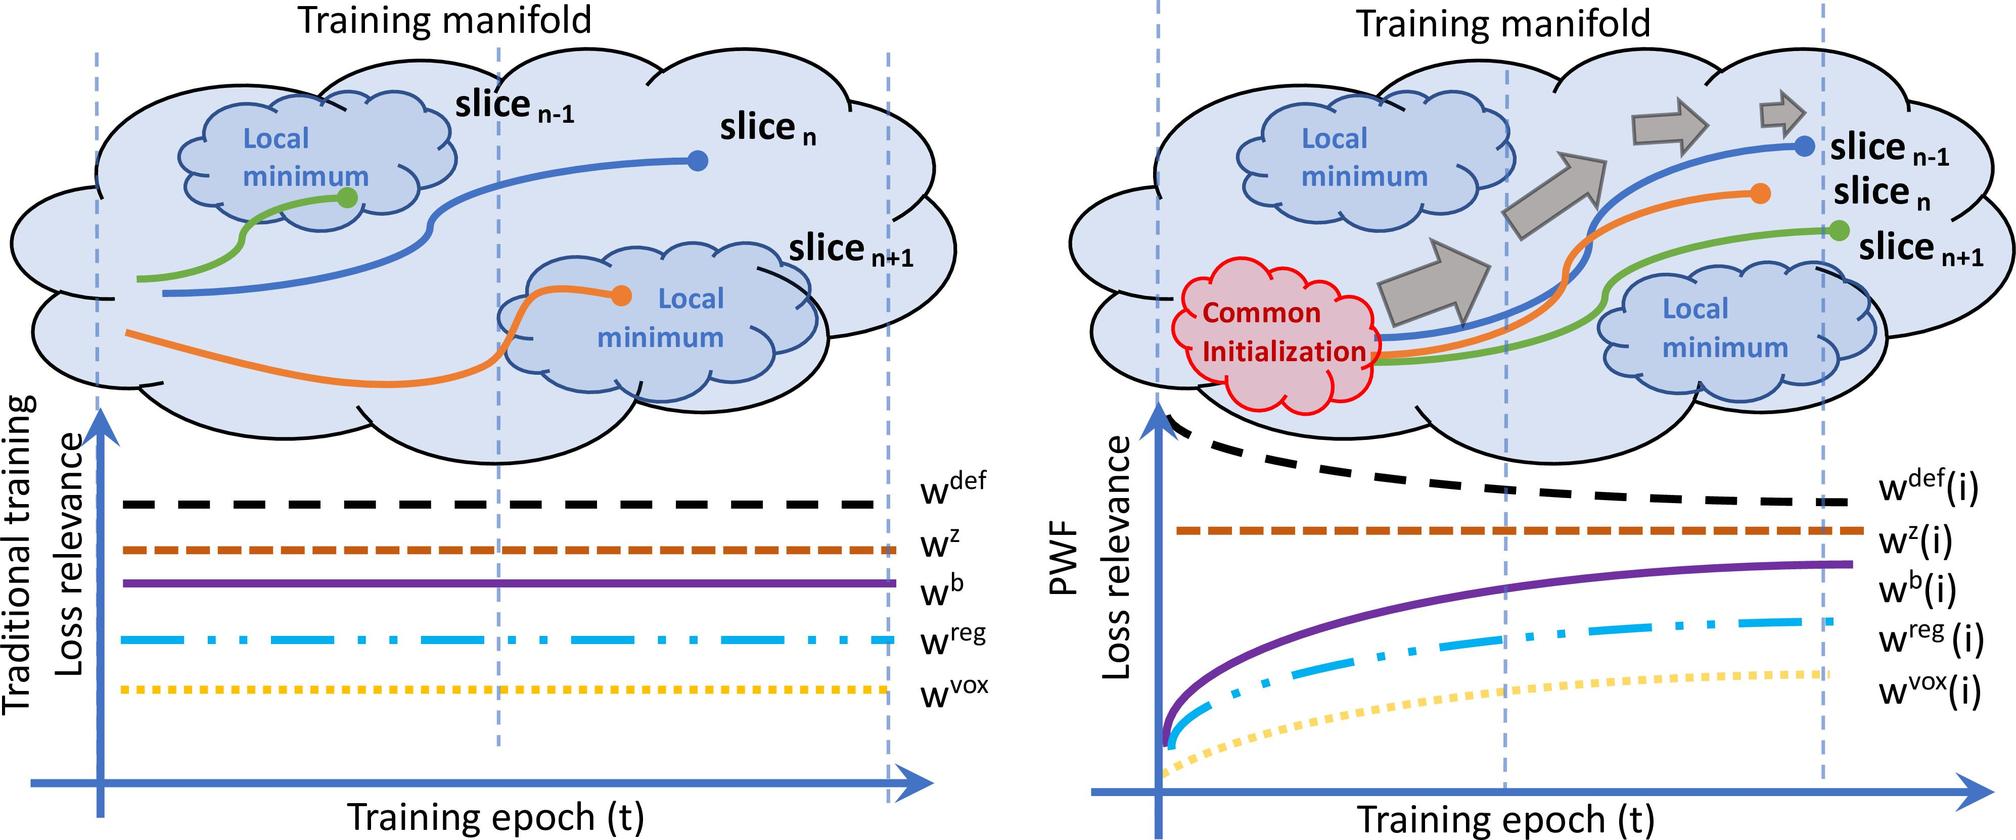 Training manifold
slice n-1
Local
minimum
slice n
slice n+1
Local
minimum
Traditional training
Loss relevance
w^def
w^z
w^b
w^reg
w^vox
Training epoch (t)
Training manifold
Local
minimum
slice n-1
slice n
slice n+1
Common
Initialization
Local
minimum
PWF
Loss relevance
w^def(i)
w^z(i)
w^b(i)
w^reg (i)
w^vox(i)
Training epoch (t)